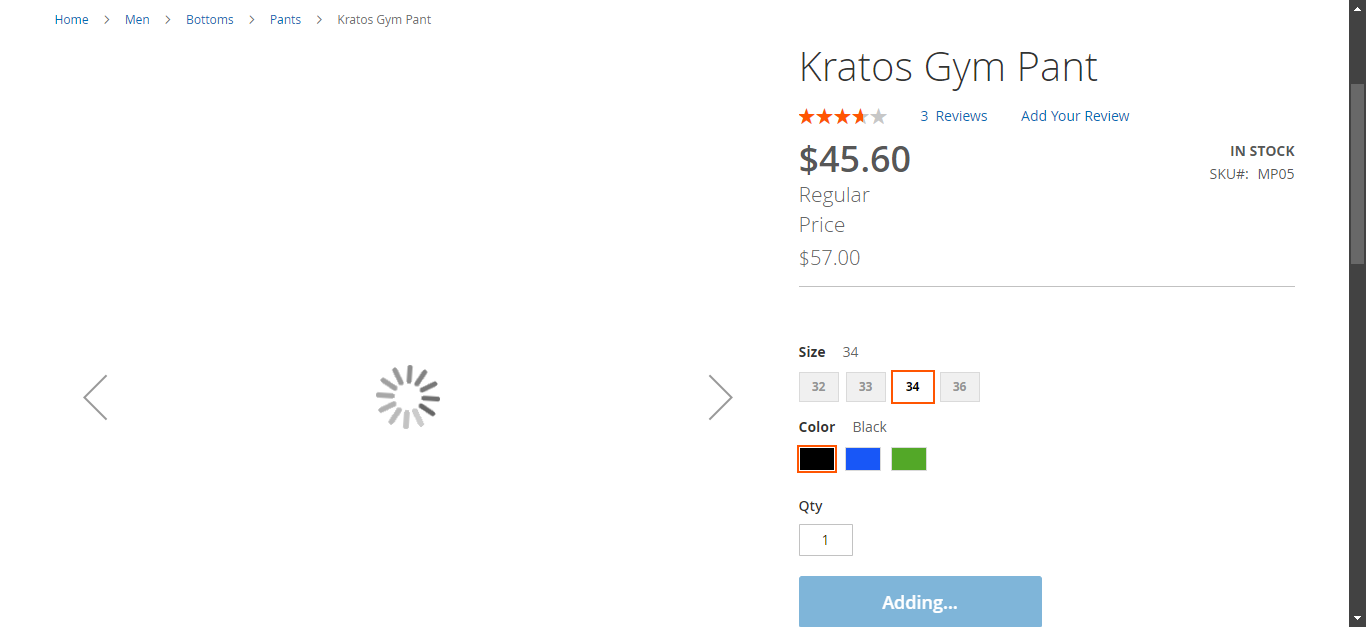 Home > Men > Bottoms > Pants > Kratos Gym Pant
Kratos Gym Pant
3 Reviews Add Your Review
$45.60
IN STOCK
SKU#: MP05
Regular
Price
$57.00
Size 34
32 33 34 36
Color Black
Qty
1
Adding...